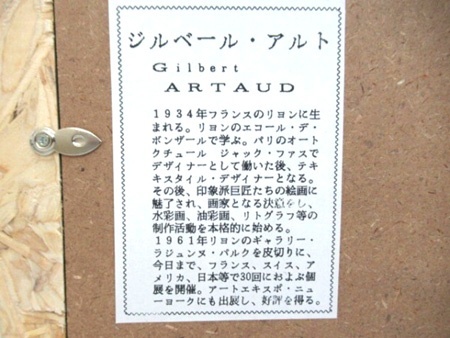 ジルベール・アルト
Gilbert
ARTAUD
1934年フランスのリヨンに生
まれる。リヨンのエコール・デ・
ボンザールで学ぶ。パリのオート
クチュール ジャック・ファスで
デザイナーとして働いた後、テキ
キスタイル・デザイナーとなる。
その後、印象派巨匠たちの絵画に
魅了され、画家となる決意をし、
水彩画、油彩画、リトグラフ等の
制作活動を本格的に始める。
1961年リヨンのギャラリー・
ラジュンヌ・パルクを皮切りに、
今日まで、フランス、スイス、ア
メリカ、日本等で30回におよぶ個
展を開催。アートエキスポ・ニュ
ーヨークにも出展し、好評を得る。